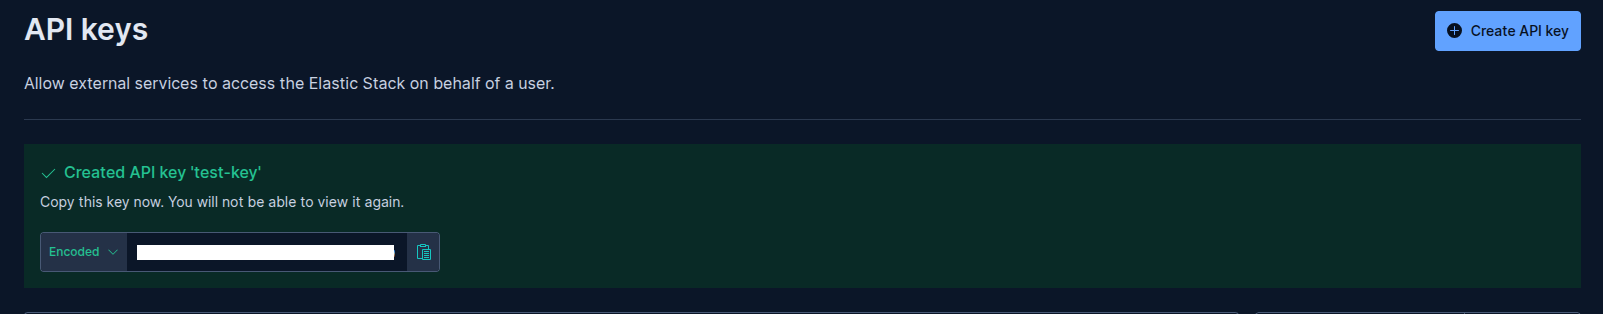 API keys
Create API key
Allow external services to access the Elastic Stack on behalf of a user.
Created API key 'test-key'
Copy this key now. You will not be able to view it again.
Encoded